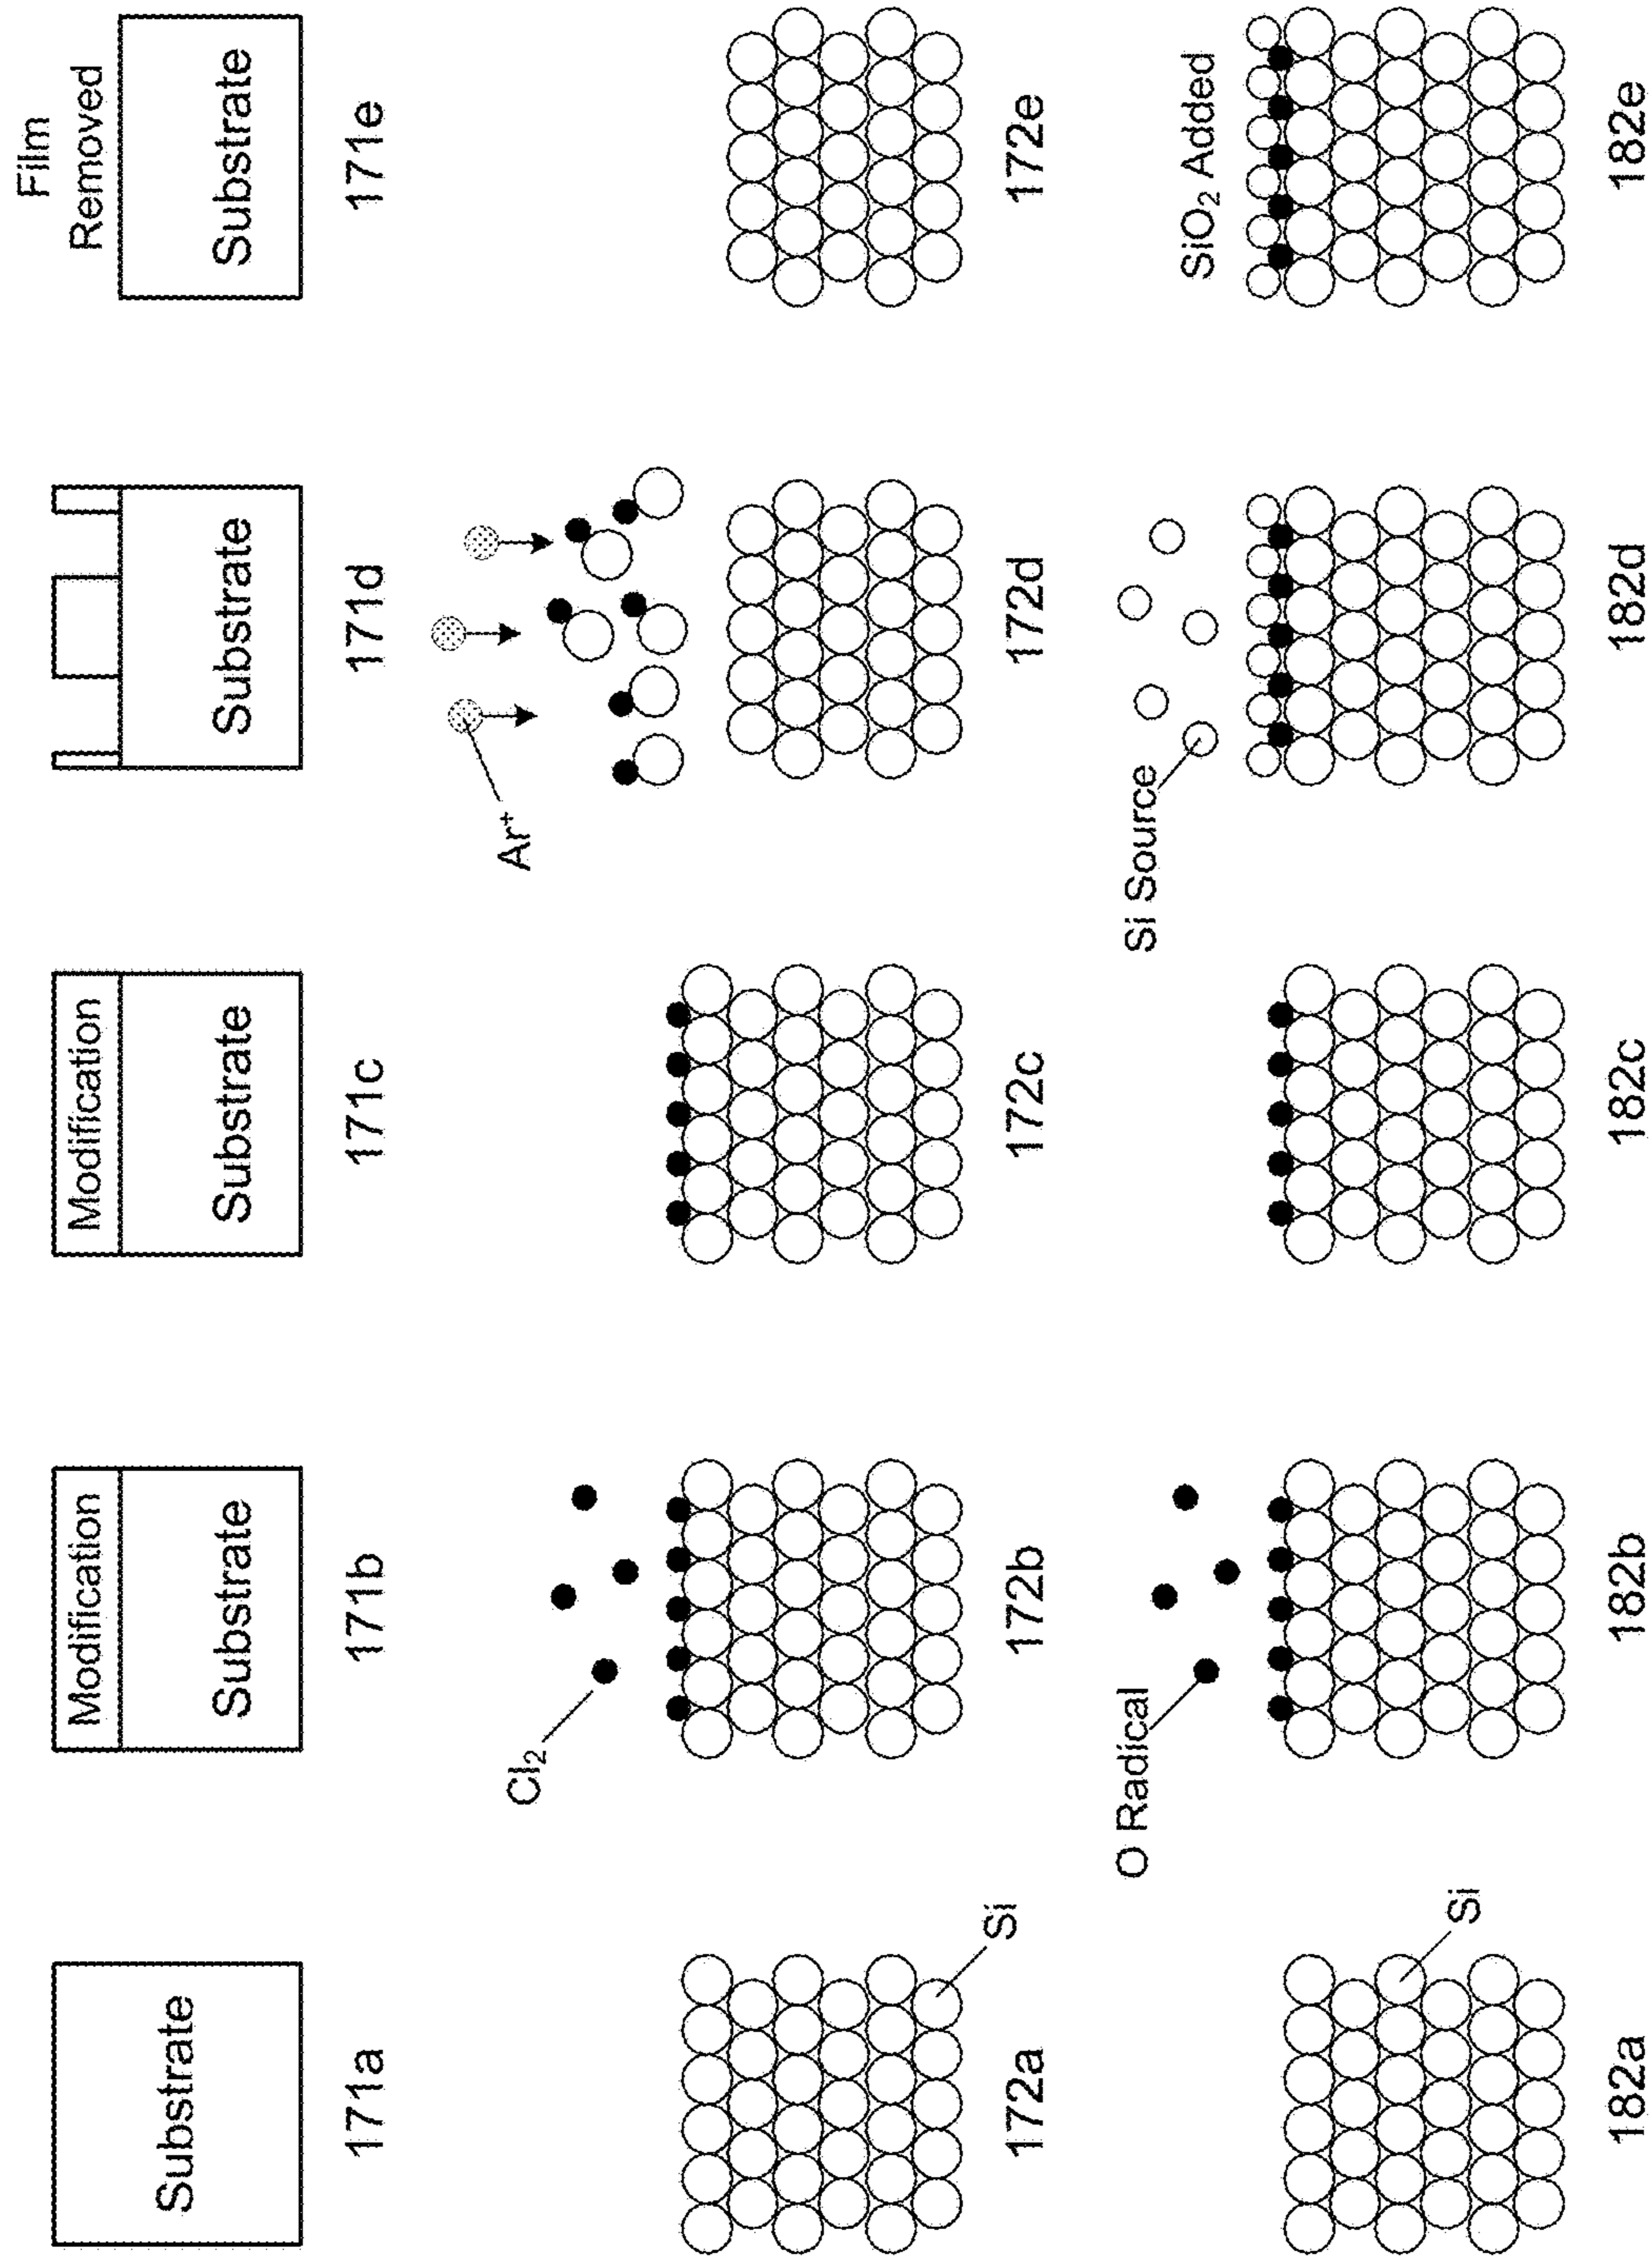 Substrate
171a
Modification
Substrate
171b
Modification
Substrate
171c
Substrate
171d
Film
Removed
Substrate
171e
Si
172a
Cl₂
172b
172c
Ar⁺
172d
172e
Si
182a
O Radical
182b
182c
Si Source
182d
SiO₂ Added
182e